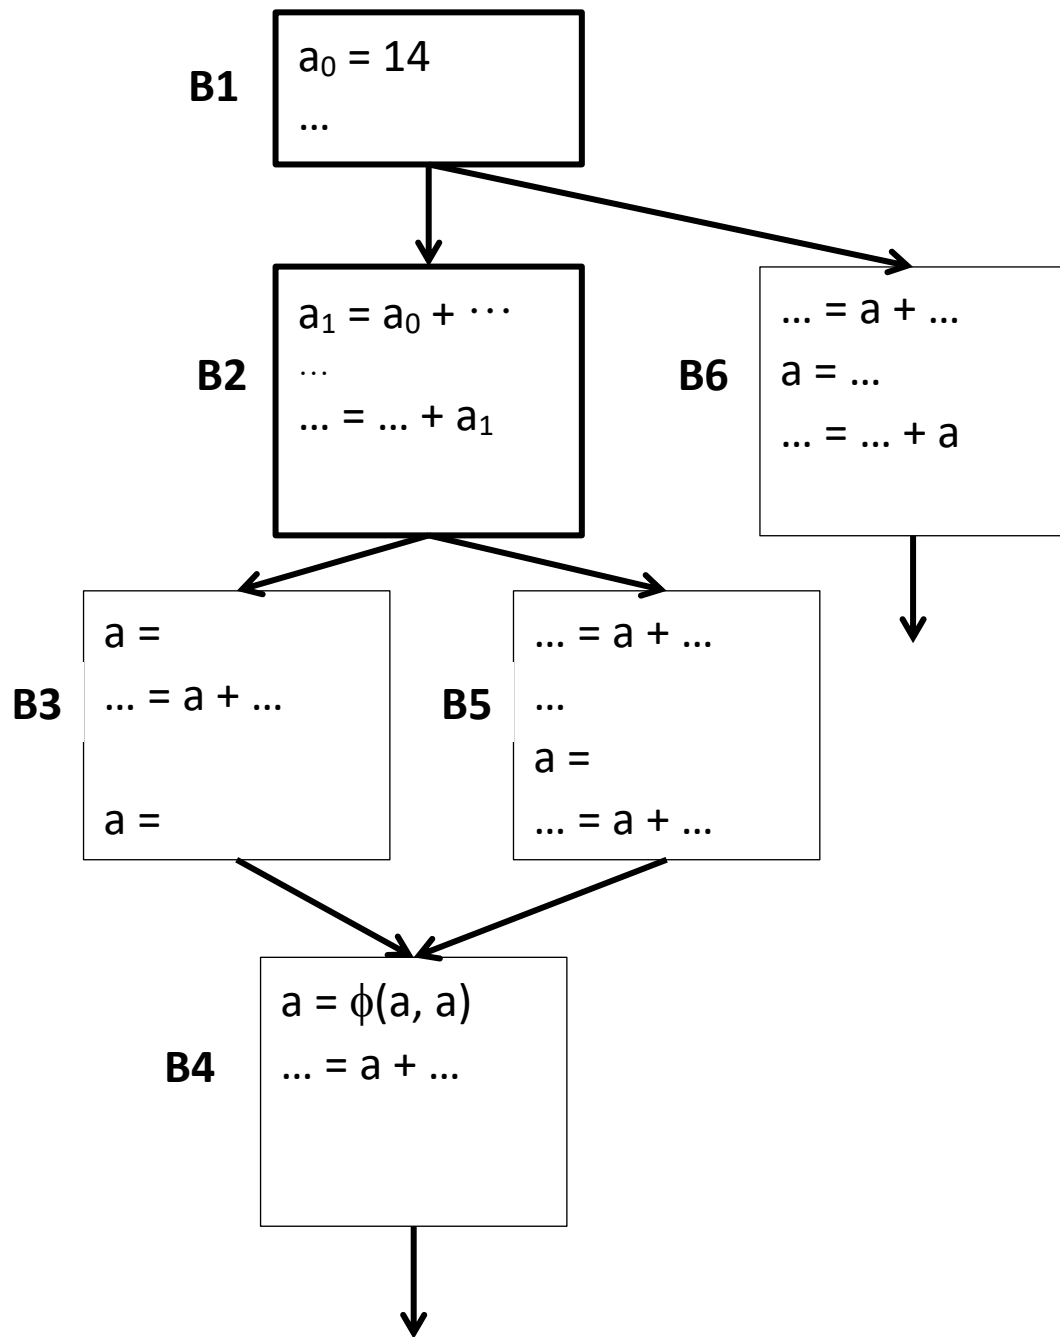 B1
a₀ = 14
...
B2
a₁ = a₀ + ⋯
...
... = ... + a₁
B6
... = a + ...
a = ...
... = ... + a
B3
a =
... = a + ...
a =
B5
... = a + ...
...
a =
... = a + ...
B4
a = ϕ(a, a)
... = a + ...